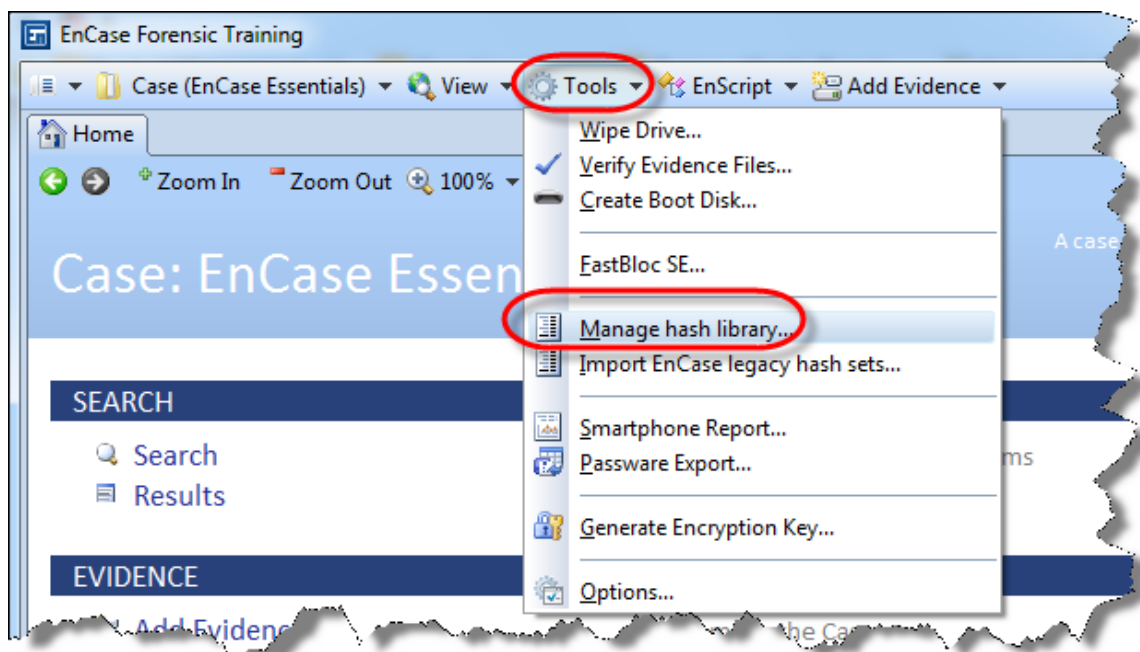 EnCase Forensic Training
Case (EnCase Essentials) View Tools EnScript Add Evidence
Home
Zoom In Zoom Out 100%
Wipe Drive...
Verify Evidence Files...
Create Boot Disk...
FastBloc SE...
Manage hash library...
Import EnCase legacy hash sets...
Smartphone Report...
Passware Export...
Generate Encryption Key...
Options...
A case
Case: EnCase Essen
SEARCH
Search
Results
ms
EVIDENCE
Add Evidenc
the Ca